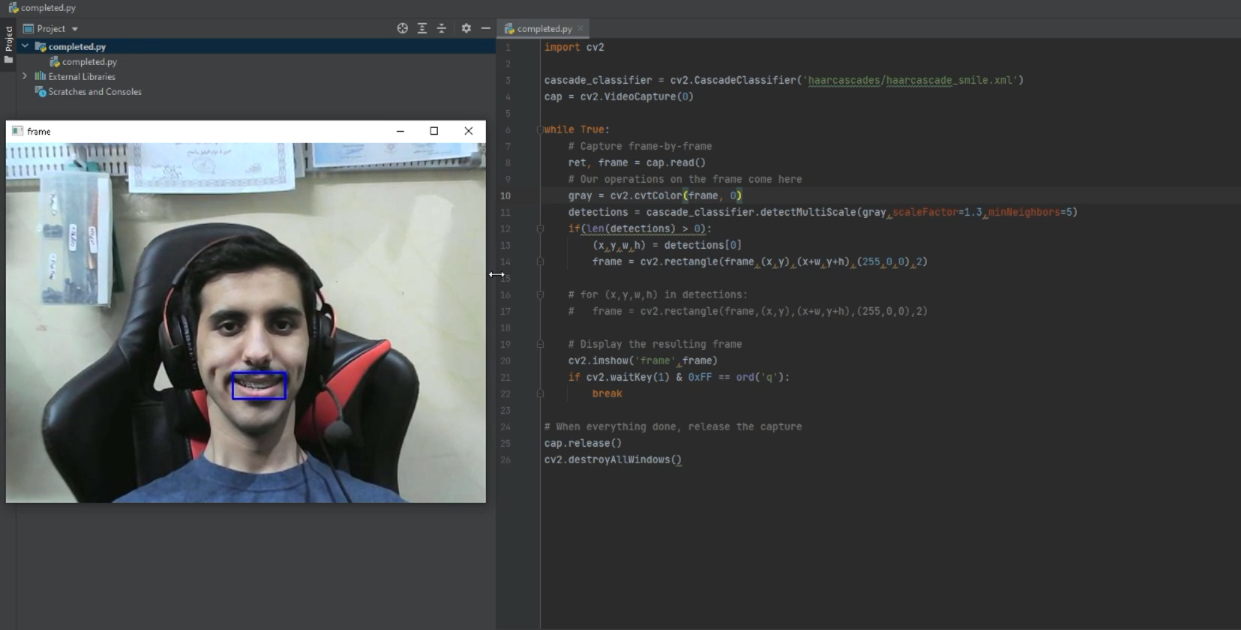 completed.py
Project
Project
completed.py
completed.py
completed.py
External Libraries
Scratches and Consoles
frame
1 import cv2
2
3 cascade_classifier = cv2.CascadeClassifier('haarcascades/haarcascade_smile.xml')
4 cap = cv2.VideoCapture(0)
5
6 while True:
7 # Capture frame-by-frame
8 ret, frame = cap.read()
9 # Our operations on the frame come here
10 gray = cv2.cvtColor(frame, 0)
11 detections = cascade_classifier.detectMultiScale(gray,scaleFactor=1.3,minNeighbors=5)
12 if(len(detections) > 0):
13 (x,y,w,h) = detections[0]
14 frame = cv2.rectangle(frame,(x,y),(x+w,y+h),(255,0,0),2)
15
16 # for (x,y,w,h) in detections:
17 # frame = cv2.rectangle(frame,(x,y),(x+w,y+h),(255,0,0),2)
18
19 # Display the resulting frame
20 cv2.imshow('frame',frame)
21 if cv2.waitKey(1) & 0xFF == ord('q'):
22 break
23
24 # When everything done, release the capture
25 cap.release()
26 cv2.destroyAllWindows()